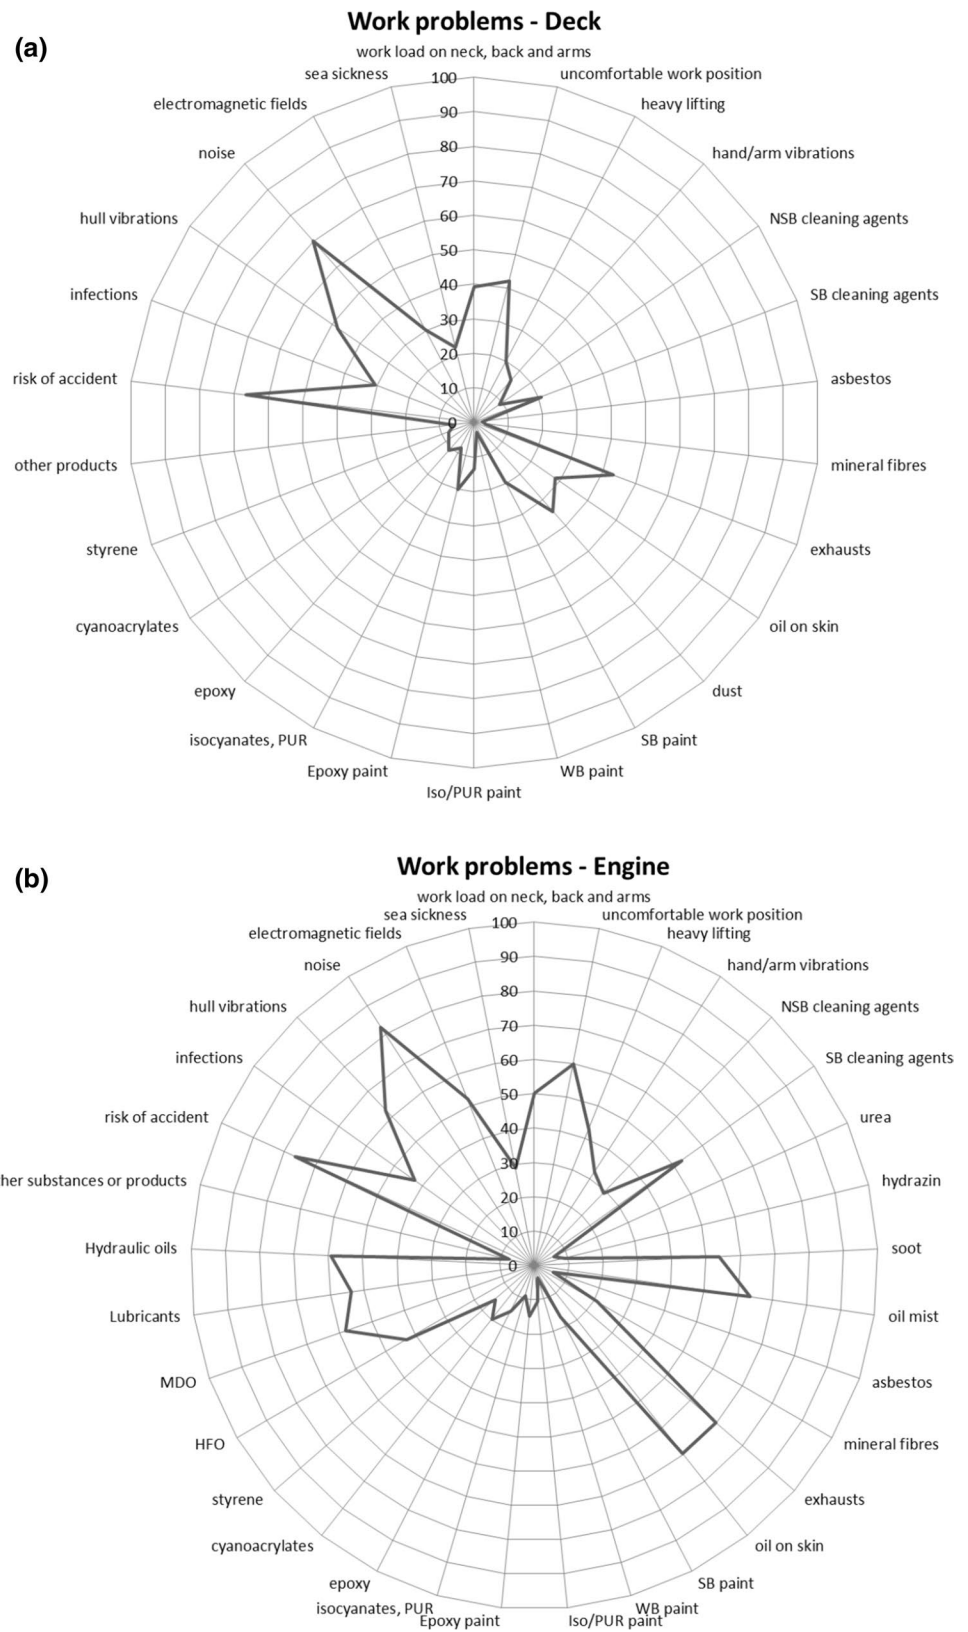 (a)
Work problems - Deck
work load on neck, back and arms
sea sickness
uncomfortable work position
electromagnetic fields
heavy lifting
noise
hand/arm vibrations
hull vibrations
NSB cleaning agents
infections
SB cleaning agents
risk of accident
asbestos
other products
mineral fibres
styrene
exhausts
cyanoacrylates
oil on skin
epoxy
dust
isocyanates, PUR
SB paint
Epoxy paint
WB paint
Iso/PUR paint
100
90
80
70
60
50
40
30
20
10
0
(b)
Work problems - Engine
work load on neck, back and arms
sea sickness
uncomfortable work position
electromagnetic fields
heavy lifting
noise
hand/arm vibrations
hull vibrations
NSB cleaning agents
infections
SB cleaning agents
risk of accident
urea
her substances or products
hydrazin
Hydraulic oils
soot
Lubricants
oil mist
MDO
asbestos
HFO
mineral fibres
styrene
exhausts
cyanoacrylates
oil on skin
epoxy
SB paint
isocyanates, PUR
WB paint
Epoxy paint
Iso/PUR paint
100
90
80
70
60
50
40
30
20
10
0